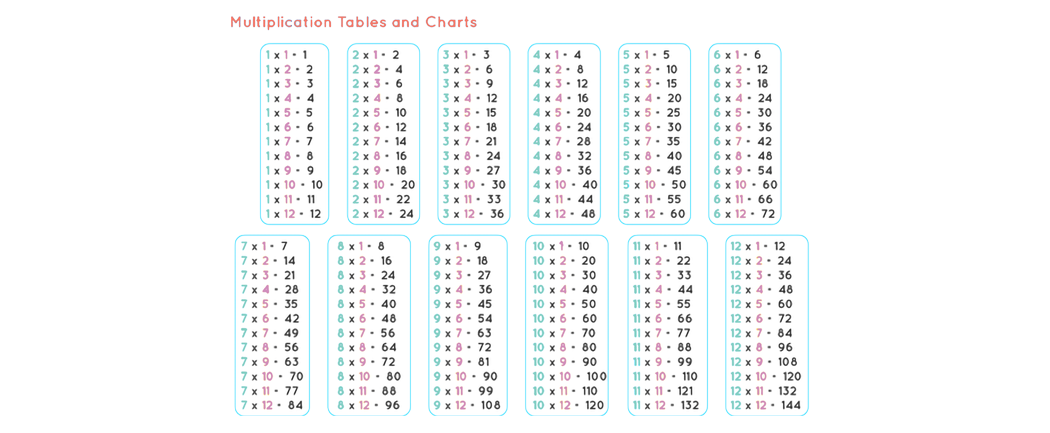 Multiplication Tables and Charts
1 x 1 = 1
1 x 2 = 2
1 x 3 = 3
1 x 4 = 4
1 x 5 = 5
1 x 6 = 6
1 x 7 = 7
1 x 8 = 8
1 x 9 = 9
1 x 10 = 10
1 x 11 = 11
1 x 12 = 12
2 x 1 = 2
2 x 2 = 4
2 x 3 = 6
2 x 4 = 8
2 x 5 = 10
2 x 6 = 12
2 x 7 = 14
2 x 8 = 16
2 x 9 = 18
2 x 10 = 20
2 x 11 = 22
2 x 12 = 24
3 x 1 = 3
3 x 2 = 6
3 x 3 = 9
3 x 4 = 12
3 x 5 = 15
3 x 6 = 18
3 x 7 = 21
3 x 8 = 24
3 x 9 = 27
3 x 10 = 30
3 x 11 = 33
3 x 12 = 36
4 x 1 = 4
4 x 2 = 8
4 x 3 = 12
4 x 4 = 16
4 x 5 = 20
4 x 6 = 24
4 x 7 = 28
4 x 8 = 32
4 x 9 = 36
4 x 10 = 40
4 x 11 = 44
4 x 12 = 48
5 x 1 = 5
5 x 2 = 10
5 x 3 = 15
5 x 4 = 20
5 x 5 = 25
5 x 6 = 30
5 x 7 = 35
5 x 8 = 40
5 x 9 = 45
5 x 10 = 50
5 x 11 = 55
5 x 12 = 60
6 x 1 = 6
6 x 2 = 12
6 x 3 = 18
6 x 4 = 24
6 x 5 = 30
6 x 6 = 36
6 x 7 = 42
6 x 8 = 48
6 x 9 = 54
6 x 10 = 60
6 x 11 = 66
6 x 12 = 72
7 x 1 = 7
7 x 2 = 14
7 x 3 = 21
7 x 4 = 28
7 x 5 = 35
7 x 6 = 42
7 x 7 = 49
7 x 8 = 56
7 x 9 = 63
7 x 10 = 70
7 x 11 = 77
7 x 12 = 84
8 x 1 = 8
8 x 2 = 16
8 x 3 = 24
8 x 4 = 32
8 x 5 = 40
8 x 6 = 48
8 x 7 = 56
8 x 8 = 64
8 x 9 = 72
8 x 10 = 80
8 x 11 = 88
8 x 12 = 96
9 x 1 = 9
9 x 2 = 18
9 x 3 = 27
9 x 4 = 36
9 x 5 = 45
9 x 6 = 54
9 x 7 = 63
9 x 8 = 72
9 x 9 = 81
9 x 10 = 90
9 x 11 = 99
9 x 12 = 108
10 x 1 = 10
10 x 2 = 20
10 x 3 = 30
10 x 4 = 40
10 x 5 = 50
10 x 6 = 60
10 x 7 = 70
10 x 8 = 80
10 x 9 = 90
10 x 10 = 100
10 x 11 = 110
10 x 12 = 120
11 x 1 = 11
11 x 2 = 22
11 x 3 = 33
11 x 4 = 44
11 x 5 = 55
11 x 6 = 66
11 x 7 = 77
11 x 8 = 88
11 x 9 = 99
11 x 10 = 110
11 x 11 = 121
11 x 12 = 132
12 x 1 = 12
12 x 2 = 24
12 x 3 = 36
12 x 4 = 48
12 x 5 = 60
12 x 6 = 72
12 x 7 = 84
12 x 8 = 96
12 x 9 = 108
12 x 10 = 120
12 x 11 = 132
12 x 12 = 144